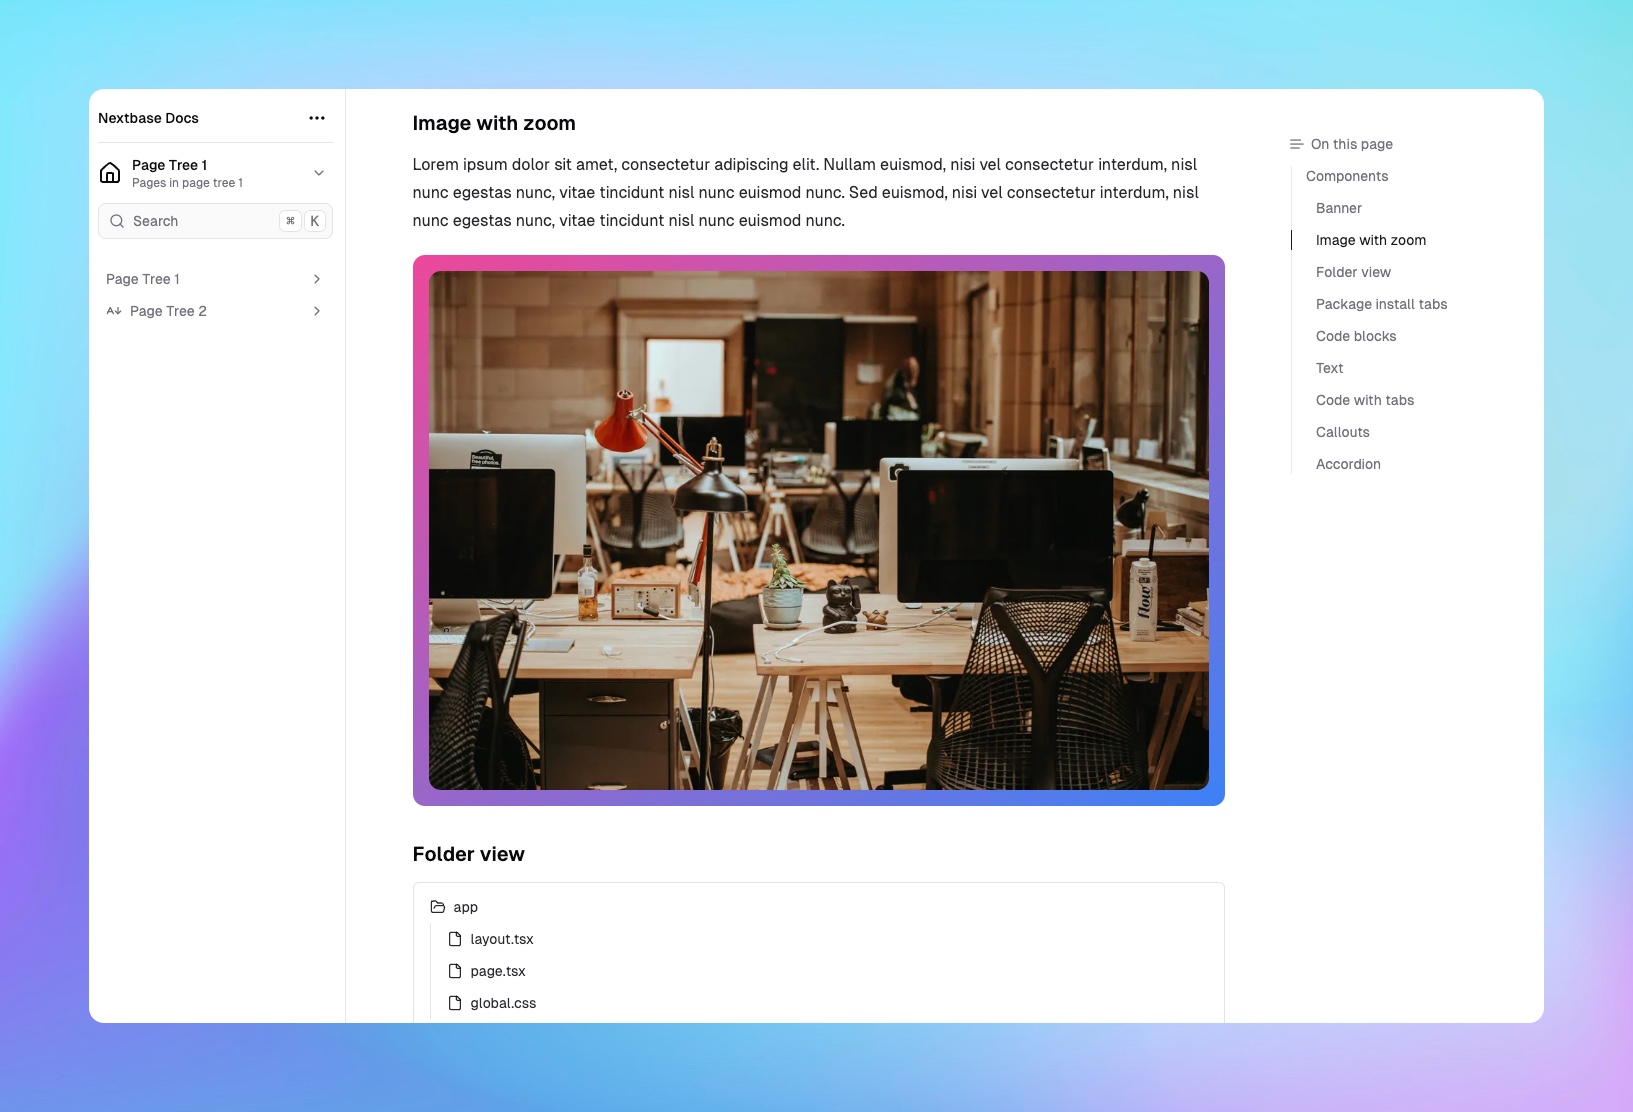 Nextbase Docs
Page Tree 1
Pages in page tree 1
Search
⌘ K
Page Tree 1
Page Tree 2
Image with zoom
Lorem ipsum dolor sit amet, consectetur adipiscing elit. Nullam euismod, nisi vel consectetur interdum, nisl
nunc egestas nunc, vitae tincidunt nisl nunc euismod nunc. Sed euismod, nisi vel consectetur interdum, nisl
nunc egestas nunc, vitae tincidunt nisl nunc euismod nunc.
Beautiful,
free photos.
flow
Folder view
app
layout.tsx
page.tsx
global.css
On this page
Components
Banner
Image with zoom
Folder view
Package install tabs
Code blocks
Text
Code with tabs
Callouts
Accordion